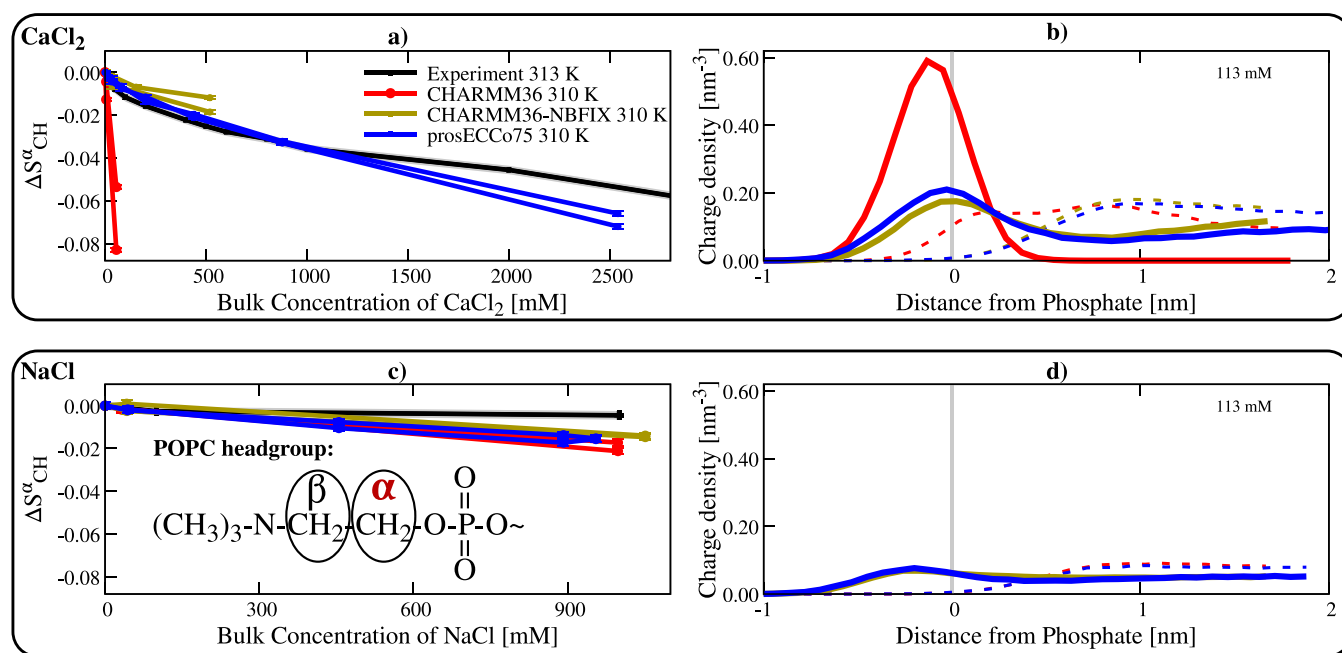 CaCl2
a)
0.00
-0.02
-0.04
-0.06
-0.08
ΔS^α_CH
Experiment 313 K
CHARMM36 310 K
CHARMM36-NBFIX 310 K
prosECCo75 310 K
0 500 1000 1500 2000 2500
Bulk Concentration of CaCl2 [mM]
b)
113 mM
0.60
0.40
0.20
0.00
Charge density [nm-3]
-1 0 1 2
Distance from Phosphate [nm]
NaCl
c)
0.00
-0.02
-0.04
-0.06
-0.08
ΔS^α_CH
POPC headgroup:
β α O
(CH3)3-N-CH2-CH2-O-P-O~
O
0 300 600 900
Bulk Concentration of NaCl [mM]
d)
113 mM
0.60
0.40
0.20
0.00
Charge density [nm-3]
-1 0 1 2
Distance from Phosphate [nm]